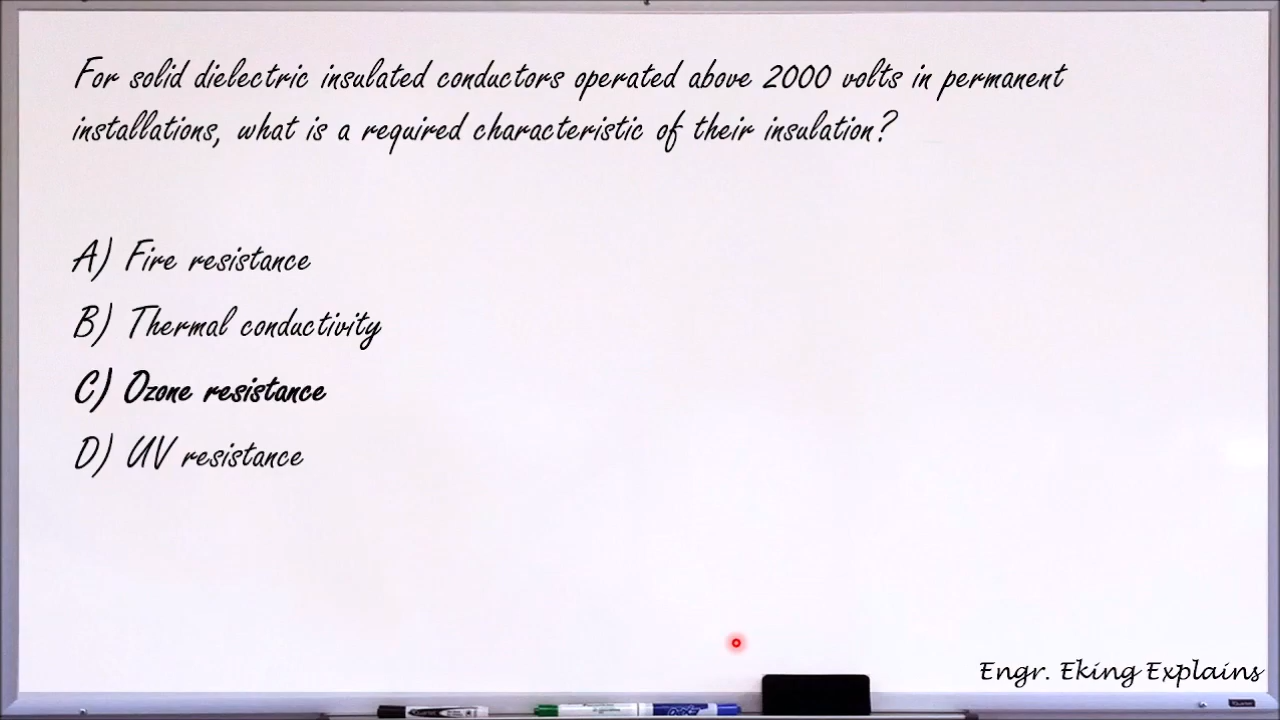 For solid dielectric insulated conductors operated above 2000 volts in permanent
installations, what is a required characteristic of their insulation?
A) Fire resistance
B) Thermal conductivity
C) Ozone resistance
D) UV resistance
Engr. Eking Explains